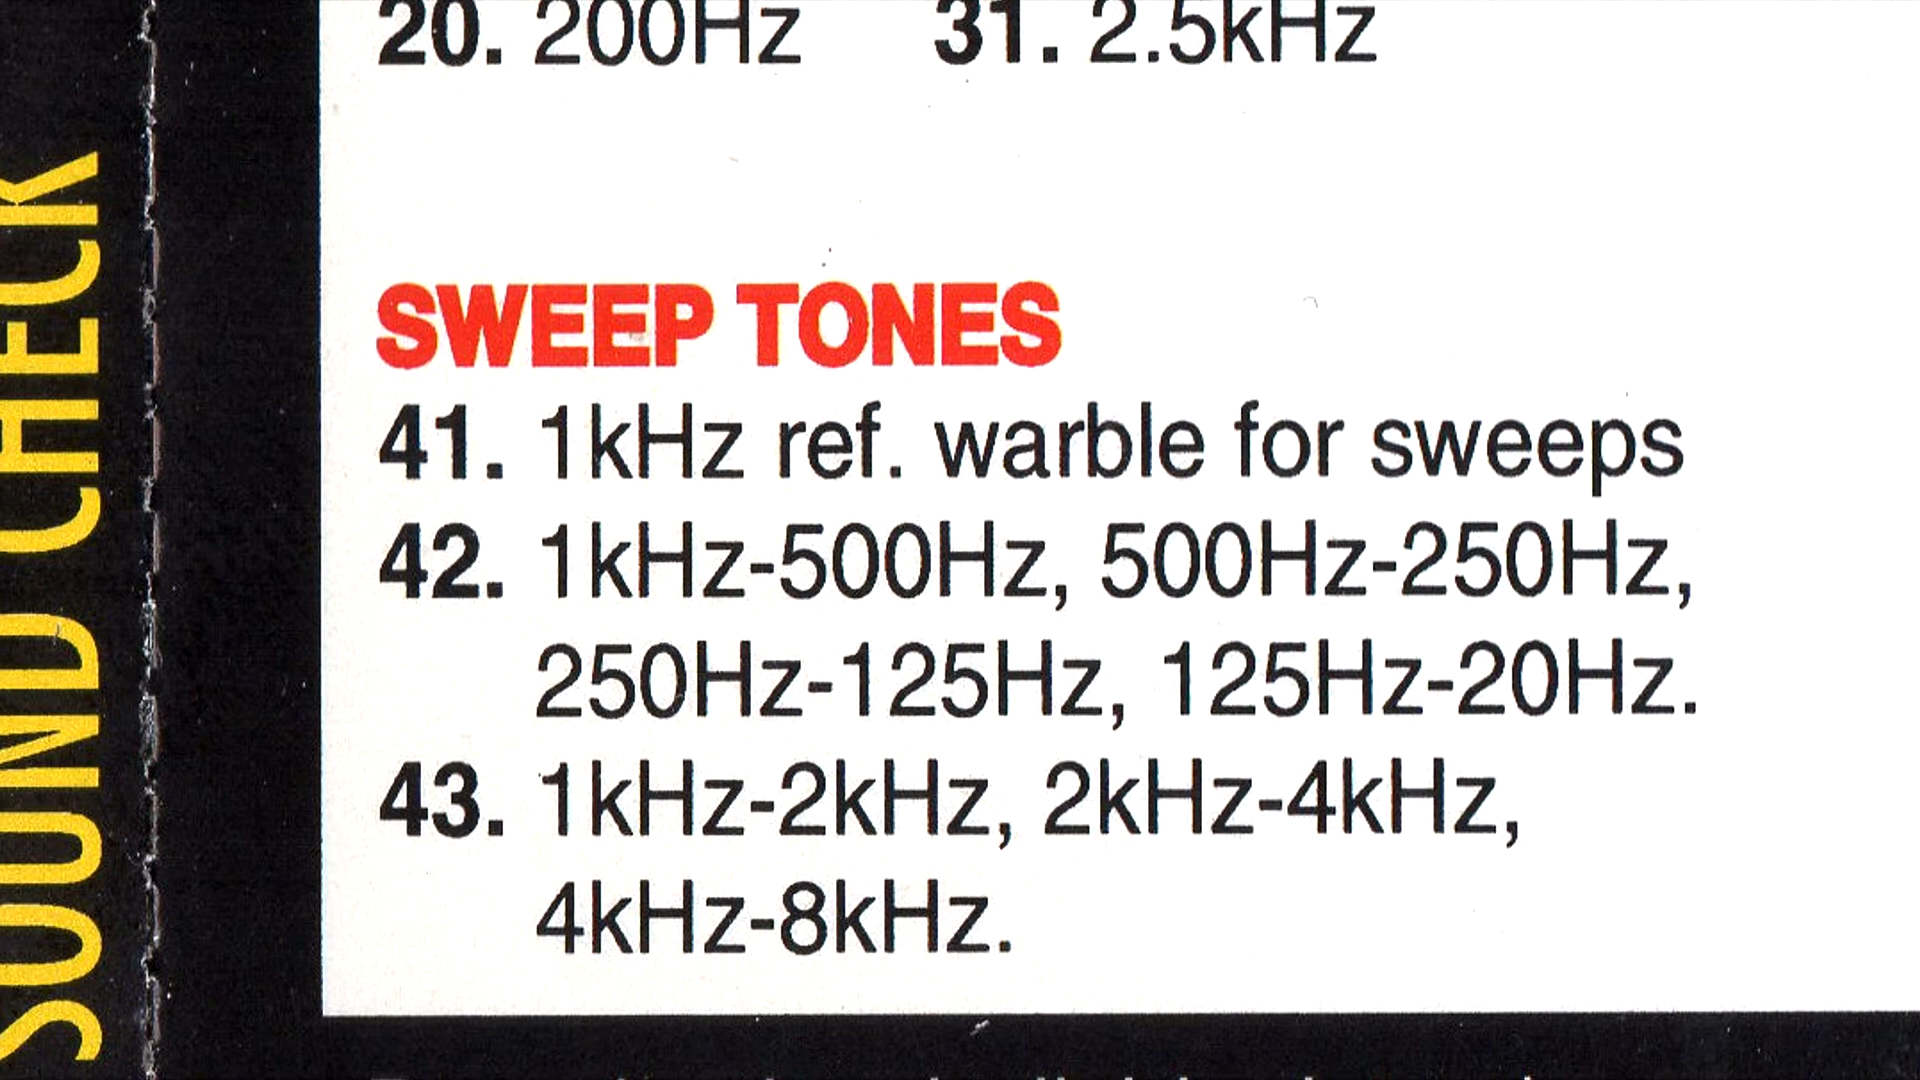 20. 200Hz 31. 2.5kHz
SWEEP TONES
41. 1kHz ref. warble for sweeps
42. 1kHz-500Hz, 500Hz-250Hz,
250Hz-125Hz, 125Hz-20Hz.
43. 1kHz-2kHz, 2kHz-4kHz,
4kHz-8kHz.
SOUND CHECK